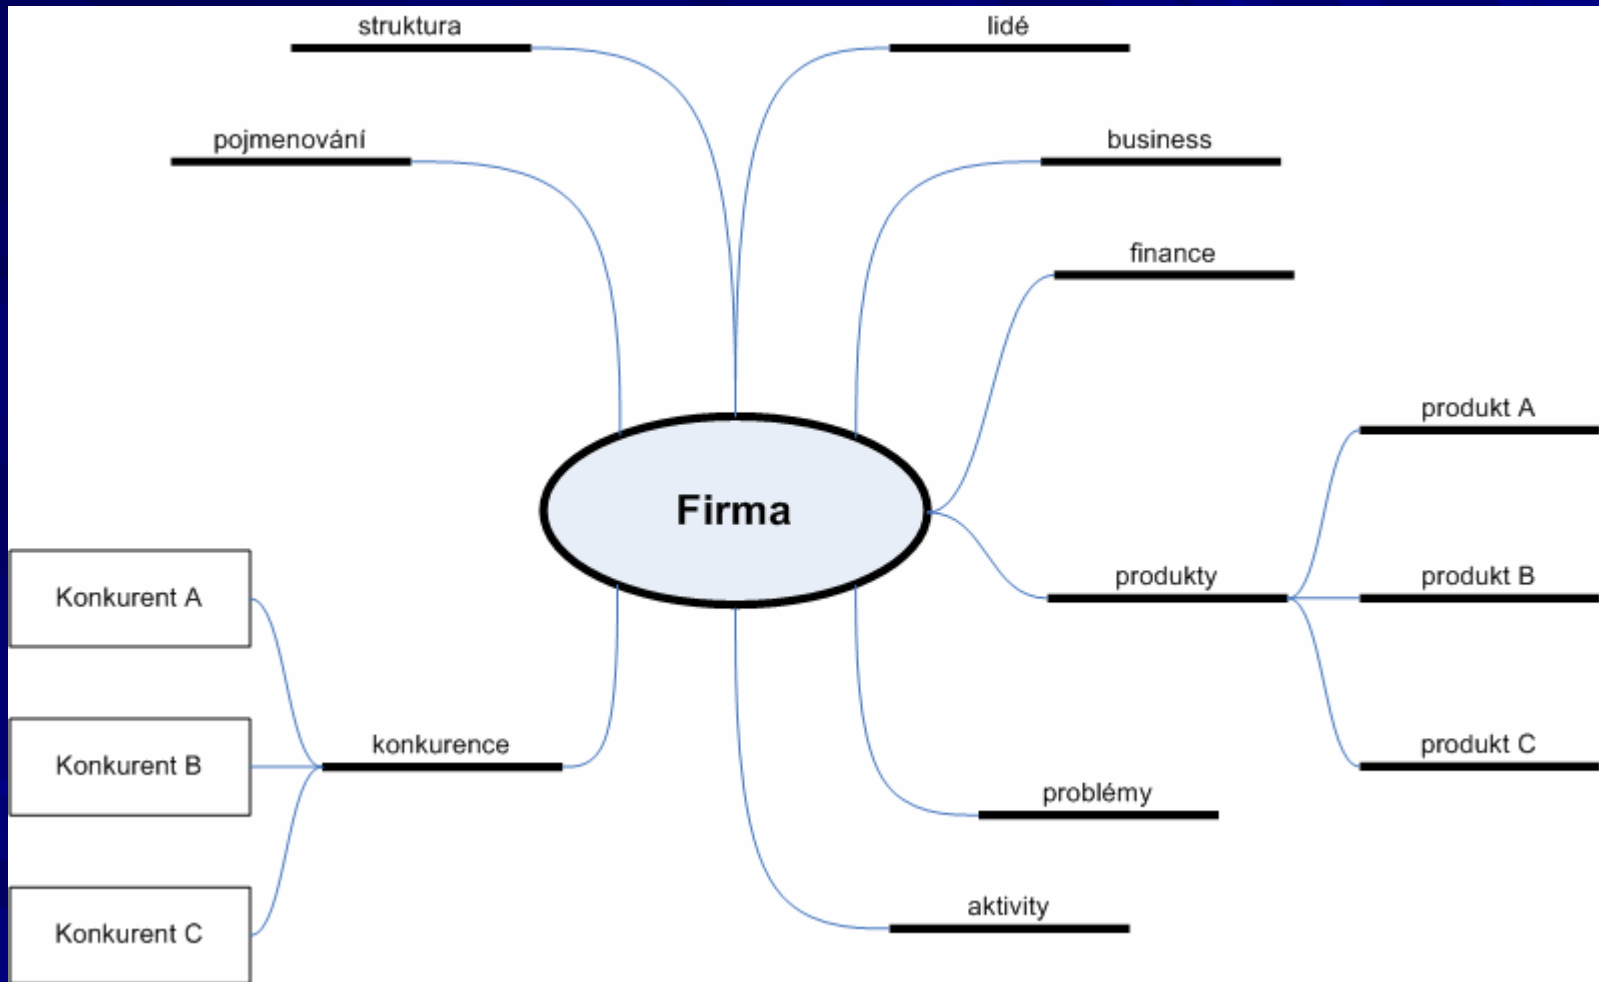 struktura
lidé
pojmenování
business
finance
produkt A
Firma
produkty
produkt B
Konkurent A
konkurence
produkt C
Konkurent B
problémy
aktivity
Konkurent C